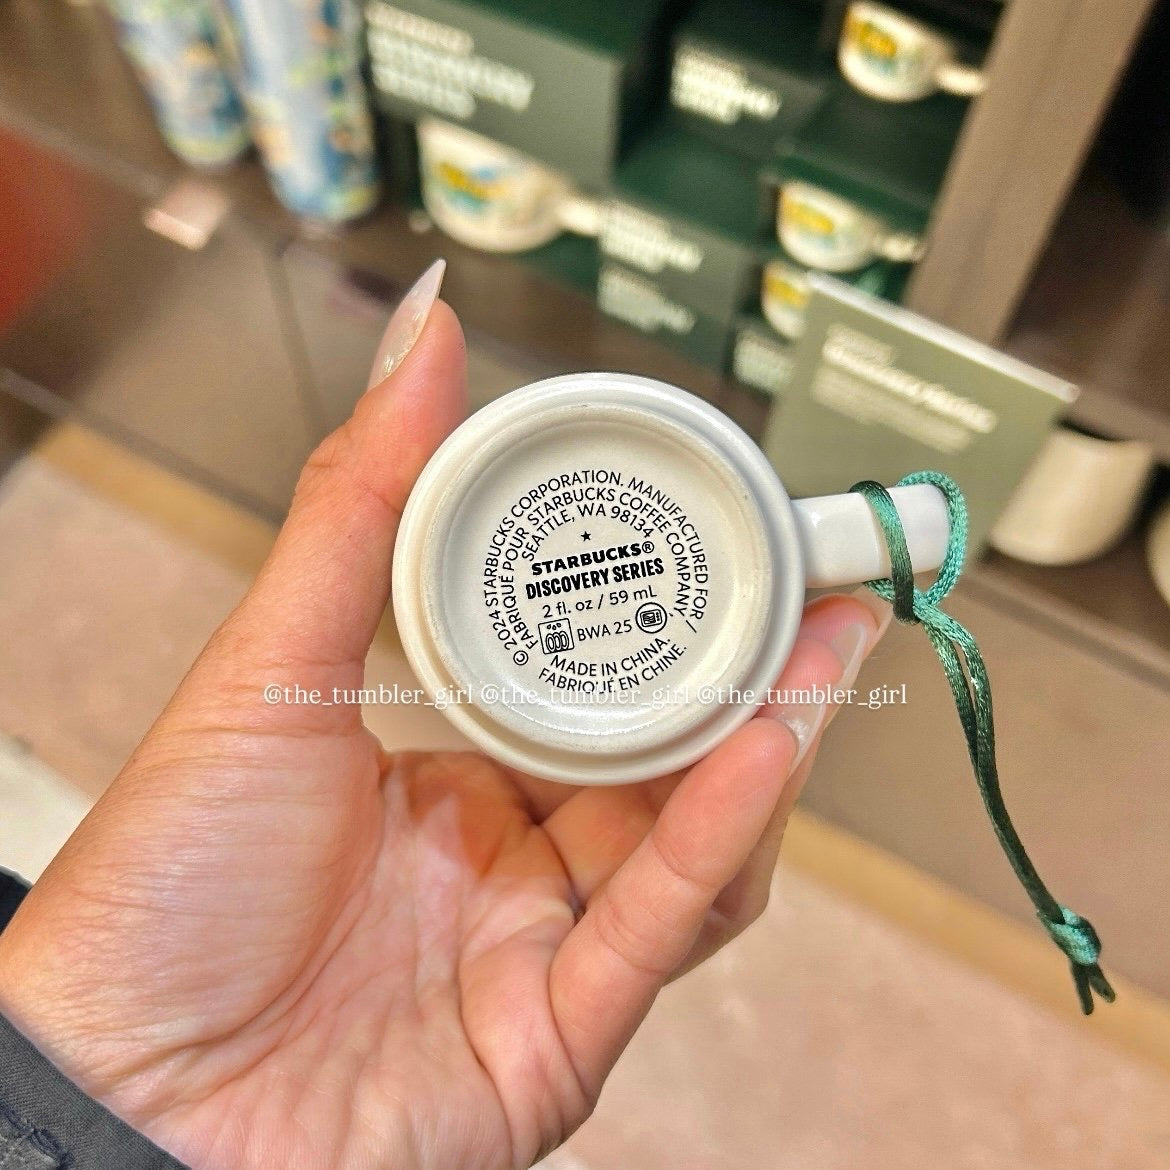 © 2024 STARBUCKS CORPORATION. MANUFACTURED FOR /
FABRIQUÉ POUR STARBUCKS COFFEE COMPANY,
SEATTLE, WA 98134
STARBUCKS®
DISCOVERY SERIES
2 fl. oz / 59 mL
BWA 25
MADE IN CHINA.
FABRIQUÉ EN CHINE.
@the_tumbler_girl @the_tumbler_girl @the_tumbler_girl